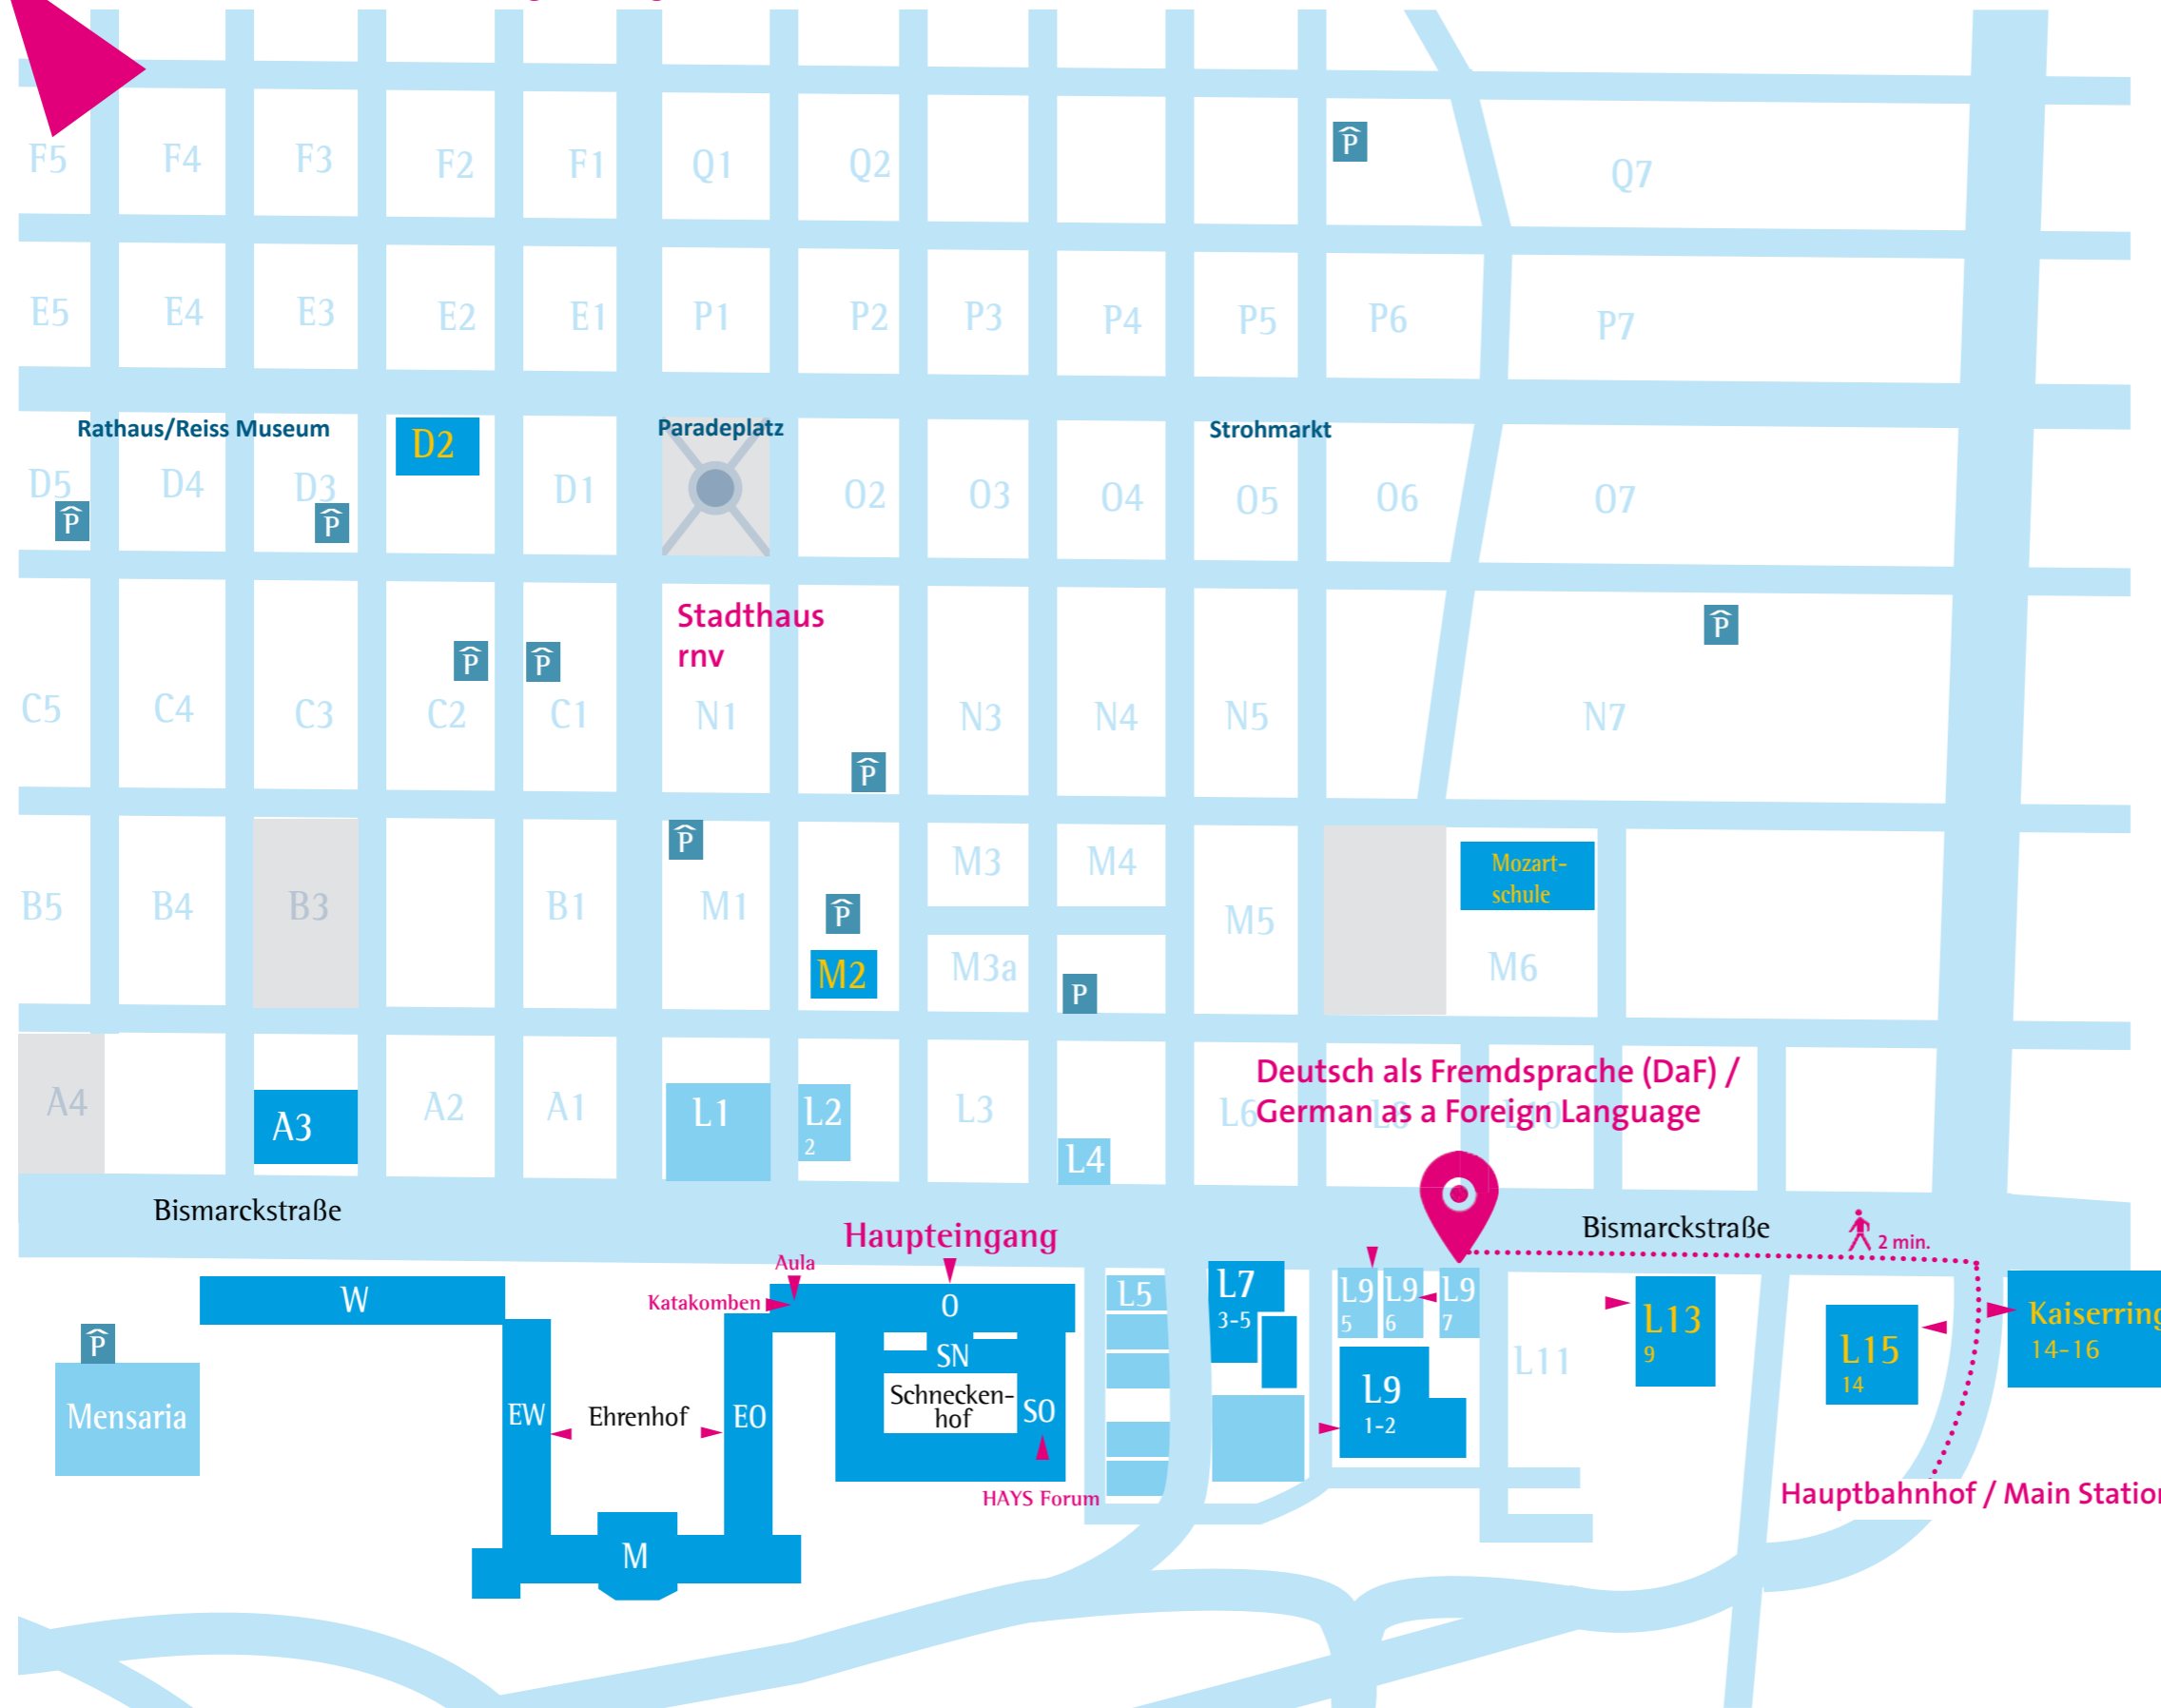 F5 F4 F3 F2 F1 Q1 Q2 P Q7
E5 E4 E3 E2 E1 P1 P2 P3 P4 P5 P6 P7
Rathaus/Reiss Museum
D2
Paradeplatz
Strohmarkt
D5 D4 D3 D1 O2 O3 O4 O5 O6 O7
P P
Stadthaus
rnv
P P P
C5 C4 C3 C2 C1 N1 N3 N4 N5 N7
P
P
Mozart-
schule
M3 M4
B5 B4 B3 B1 M1 P M5
M2 M3a P M6
Deutsch als Fremdsprache (DaF) /
German as a Foreign Language
A4 A3 A2 A1 L1 L2 L3 L6 L8 L10
2
L4
Bismarckstraße
Haupteingang
Bismarckstraße
2 min.
Aula
Katakomben
W
O
L5
L7
3-5
L9
5
L9
6
L9
7
L13
9
Kaiserring
14-16
P
SN
L15
14
L11
Mensaria
EW
Ehrenhof
EO
Schnecken-
hof
SO
L9
1-2
HAYS Forum
Hauptbahnhof / Main Station
M